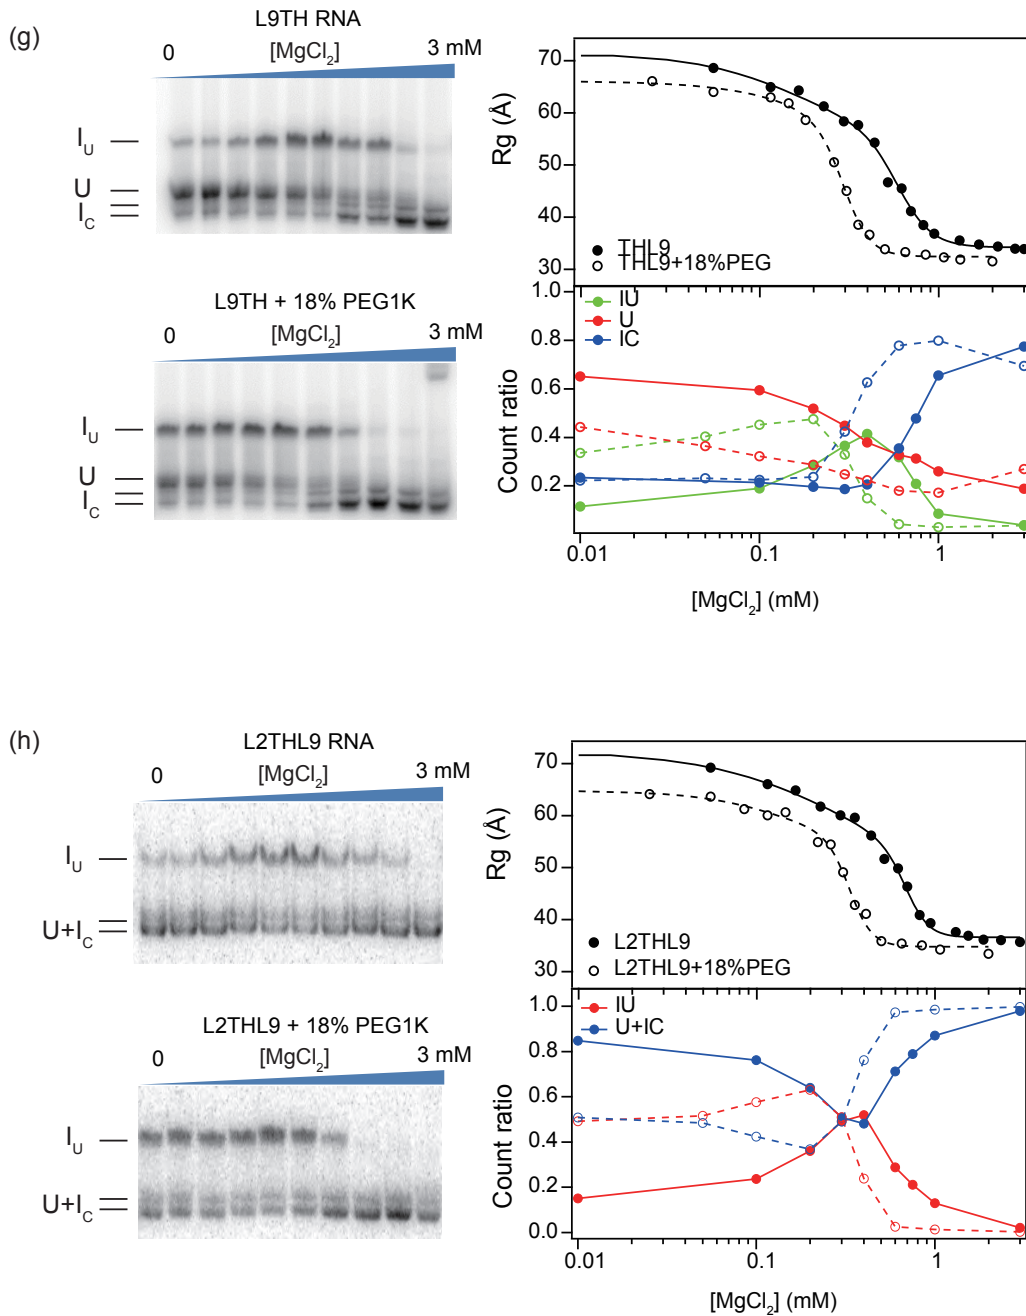 (g)
L9TH RNA
0 [MgCl2] 3 mM
IU
U
IC
L9TH + 18% PEG1K
0 [MgCl2] 3 mM
IU
U
IC
Rg (Å)
70
60
50
40
30
THL9
THL9+18%PEG
Count ratio
1.0
0.8
0.6
0.4
0.2
IU
U
IC
0.01 0.1 1
[MgCl2] (mM)
(h)
L2THL9 RNA
0 [MgCl2] 3 mM
IU
U+IC
L2THL9 + 18% PEG1K
0 [MgCl2] 3 mM
IU
U+IC
Rg (Å)
70
60
50
40
30
L2THL9
L2THL9+18%PEG
Count ratio
1.0
0.8
0.6
0.4
0.2
0.0
IU
U+IC
0.01 0.1 1
[MgCl2] (mM)